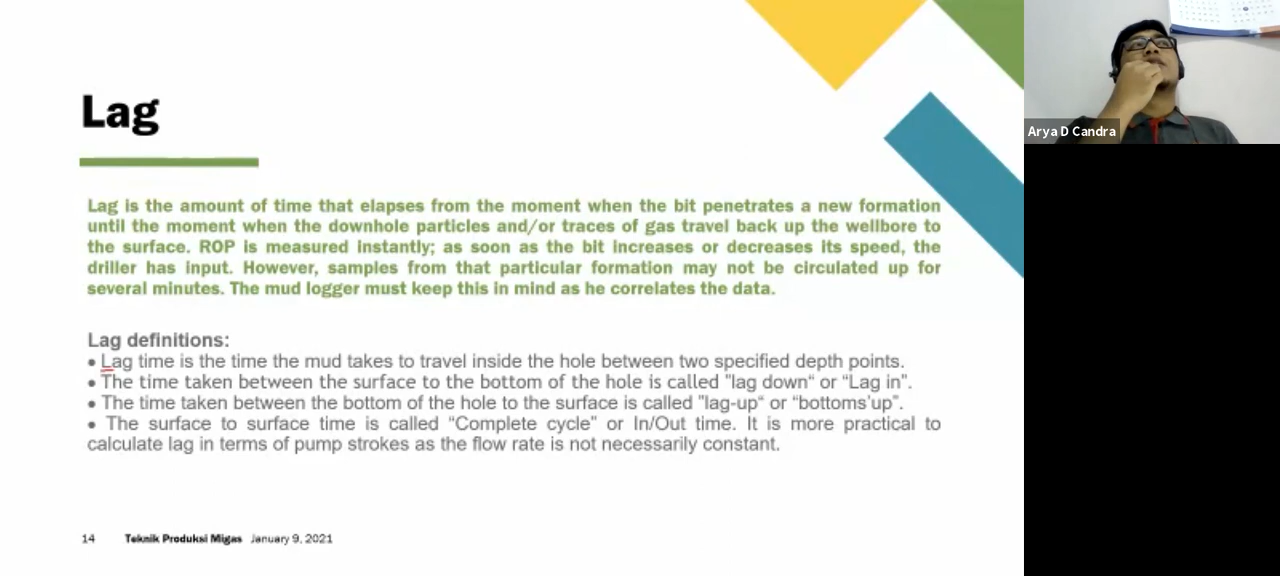 Lag
Lag is the amount of time that elapses from the moment when the bit penetrates a new formation
until the moment when the downhole particles and/or traces of gas travel back up the wellbore to
the surface. ROP is measured instantly; as soon as the bit increases or decreases its speed, the
driller has input. However, samples from that particular formation may not be circulated up for
several minutes. The mud logger must keep this in mind as he correlates the data.
Lag definitions:
• Lag time is the time the mud takes to travel inside the hole between two specified depth points.
• The time taken between the surface to the bottom of the hole is called "lag down“ or “Lag in”.
• The time taken between the bottom of the hole to the surface is called "lag-up“ or “bottoms’up”.
• The surface to surface time is called “Complete cycle” or In/Out time. It is more practical to
calculate lag in terms of pump strokes as the flow rate is not necessarily constant.
14 Teknik Produksi Migas January 9, 2021
Arya D Candra